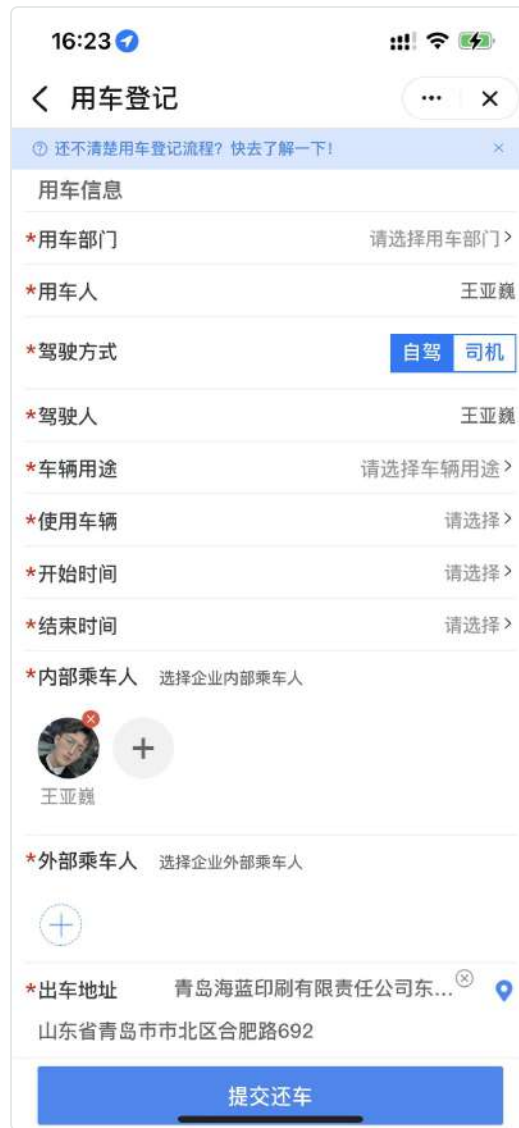 16:23
用车登记
还不清楚用车登记流程？快去了解一下！
用车信息
*用车部门 请选择用车部门
*用车人 王亚巍
*驾驶方式 自驾 司机
*驾驶人 王亚巍
*车辆用途 请选择车辆用途
*使用车辆 请选择
*开始时间 请选择
*结束时间 请选择
*内部乘车人 选择企业内部乘车人
王亚巍
*外部乘车人 选择企业外部乘车人
*出车地址 青岛海蓝印刷有限责任公司东...
山东省青岛市市北区合肥路692
提交还车